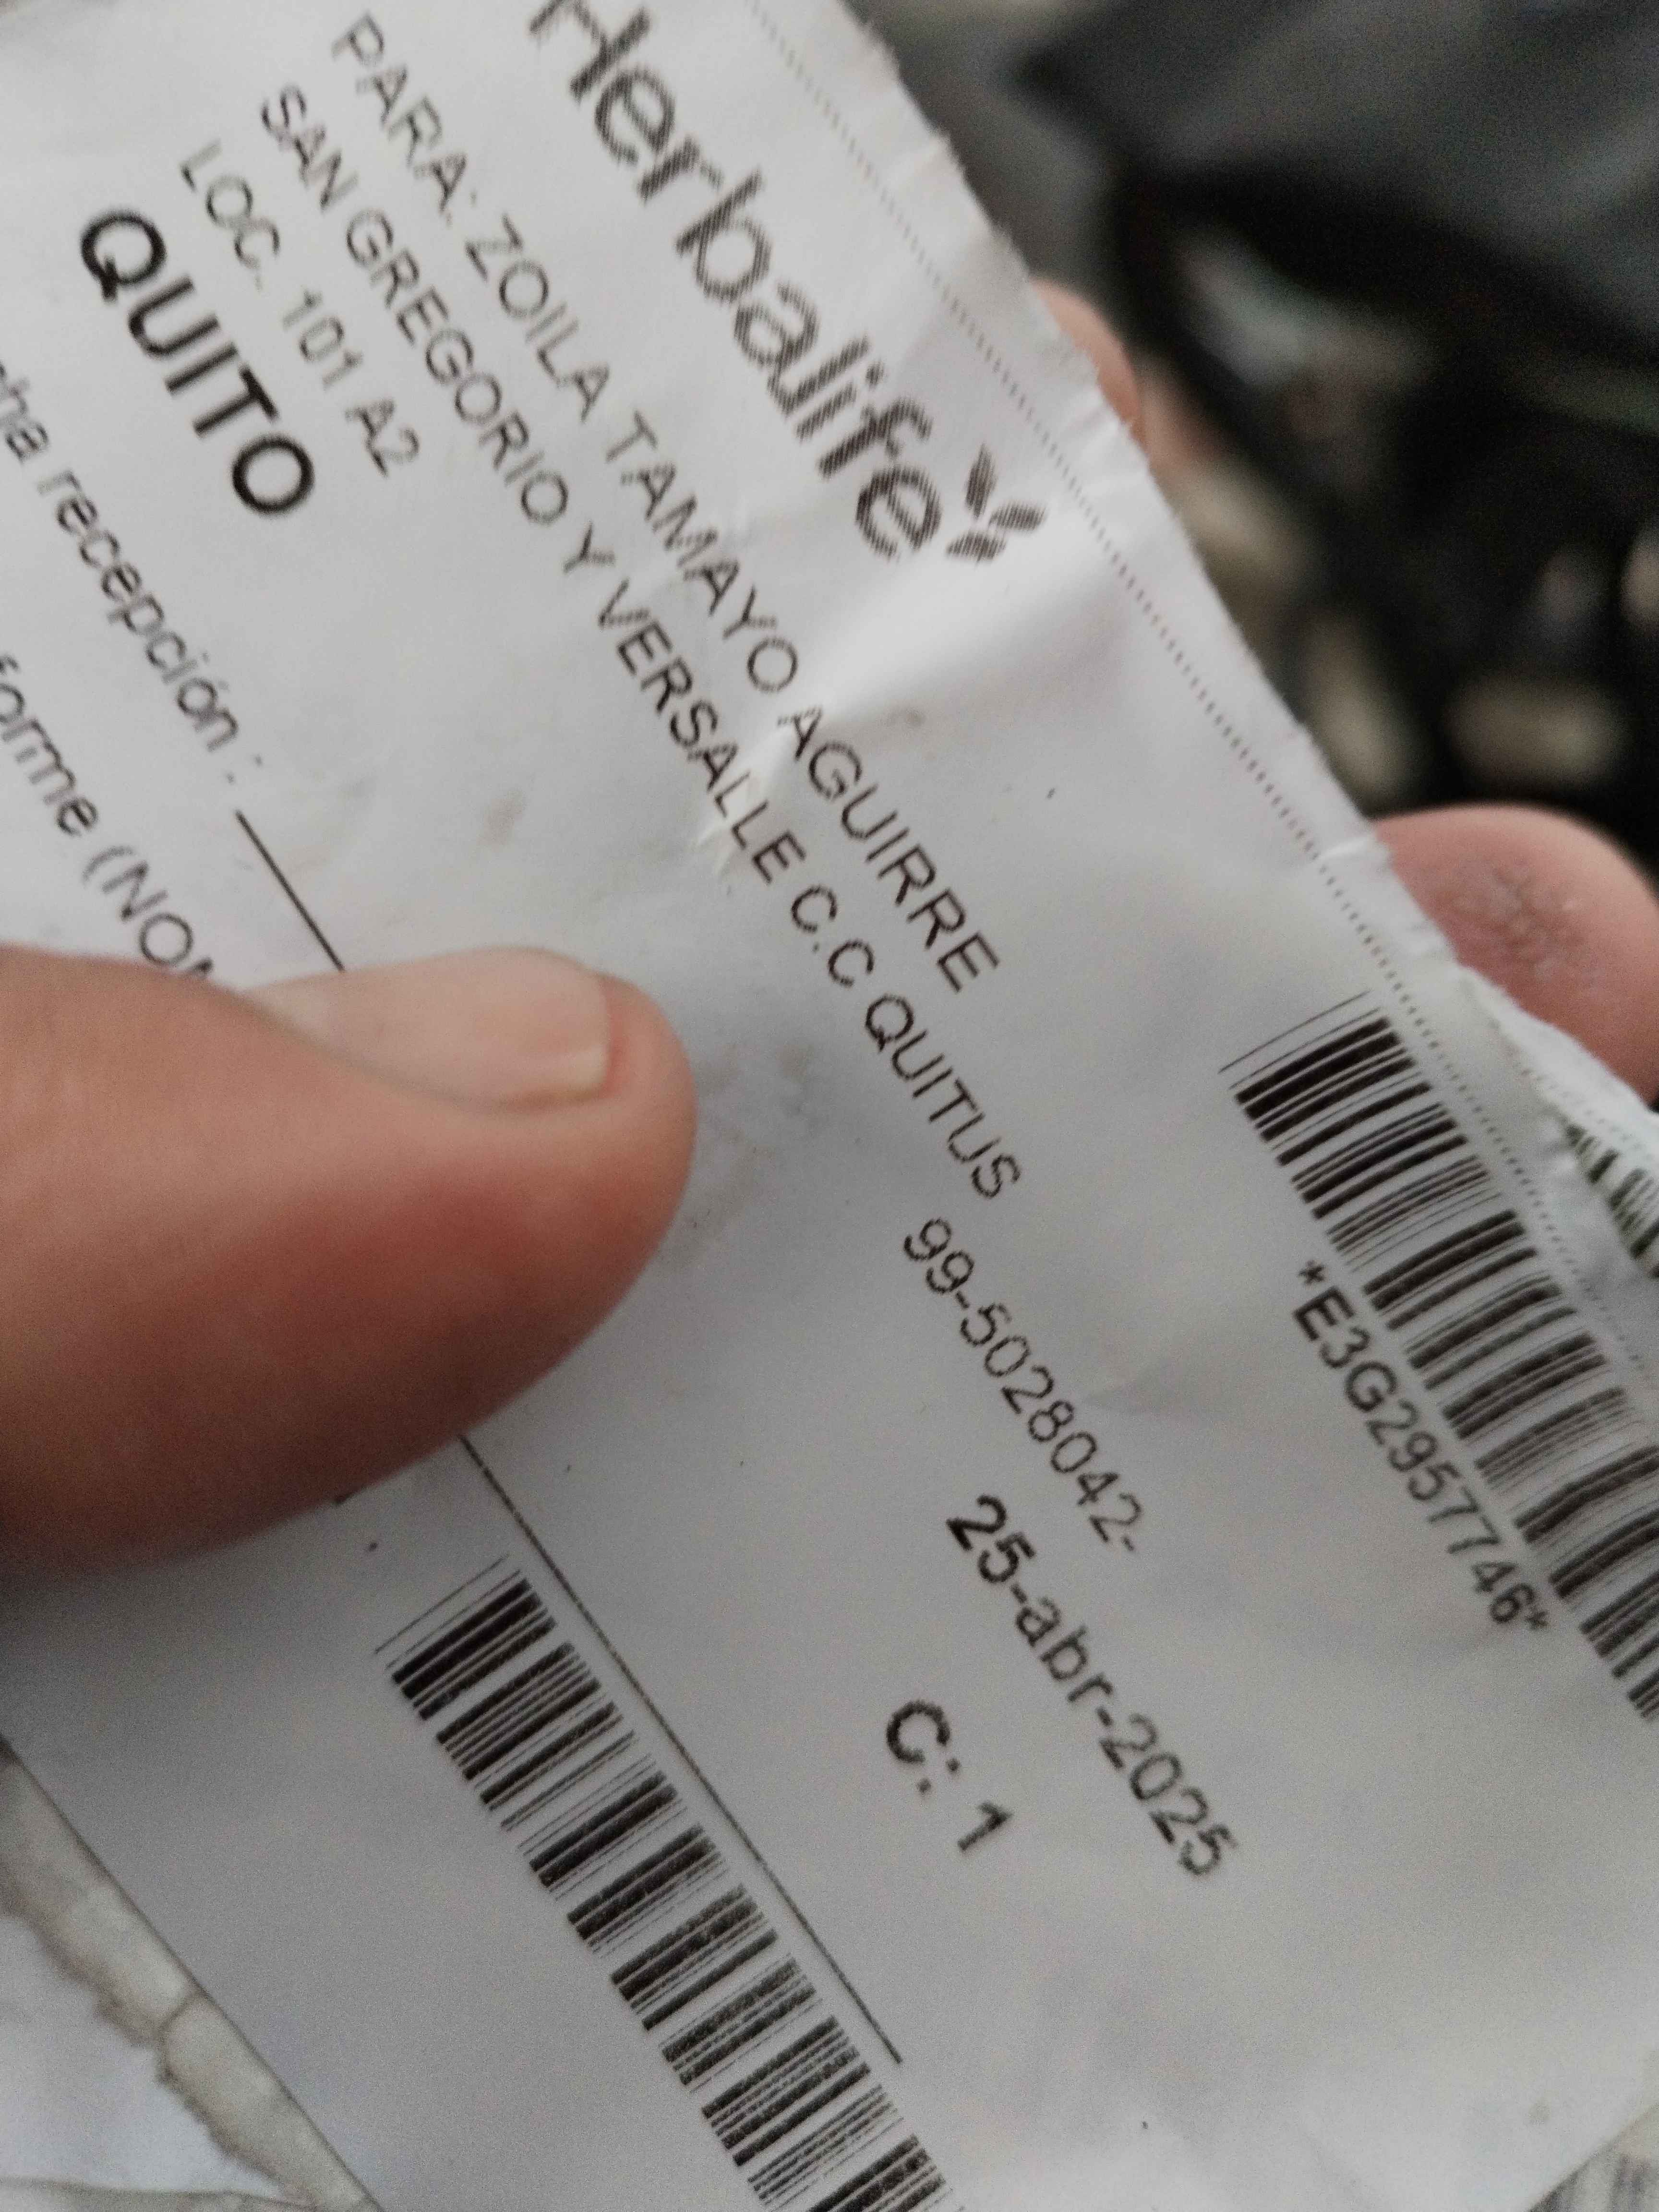 Herbalife
PARA: ZOILA TAMAYO AGUIRRE
SAN GREGORIO Y VERSALLE C.C QUITUS
LOC. 101 A2
QUITO
99-5028042-
25-abr-2025
C: 1
*E3G2957746*
recepción :